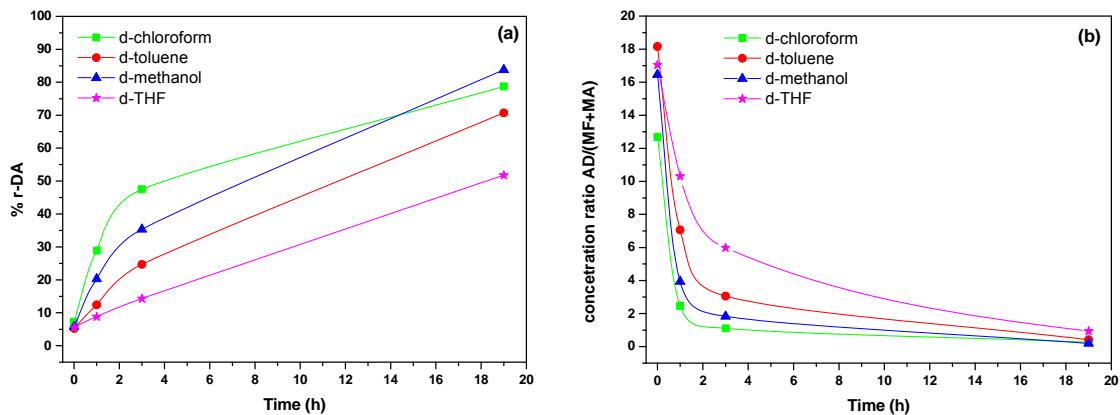 (a)
d-chloroform
d-toluene
d-methanol
d-THF
% r-DA
100
90
80
70
60
50
40
30
20
10
0
0 2 4 6 8 10 12 14 16 18 20
Time (h)
(b)
d-chloroform
d-toluene
d-methanol
d-THF
concetration ratio AD/(MF+MA)
20
18
16
14
12
10
8
6
4
2
0
0 2 4 6 8 10 12 14 16 18 20
Time (h)